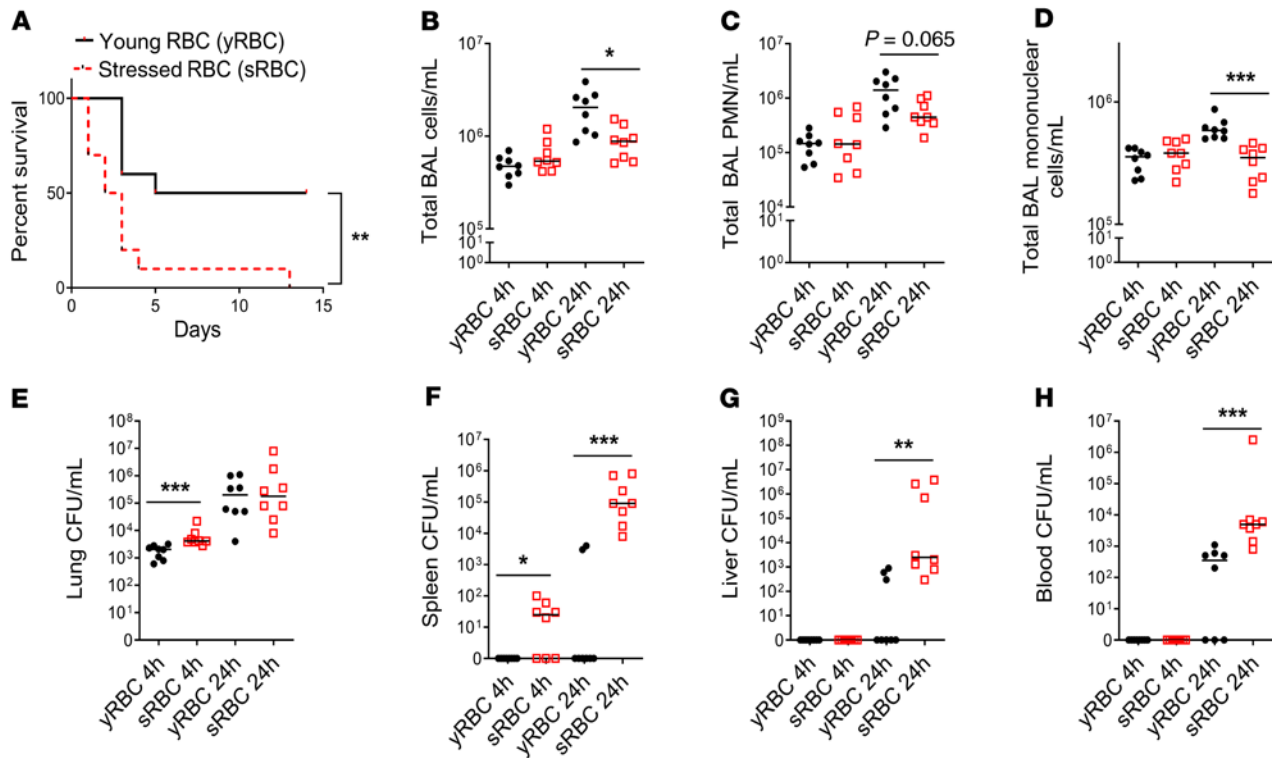 A
Young RBC (yRBC)
Stressed RBC (sRBC)
Percent survival
100
50
0
0 5 10 15
Days
**
B
Total BAL cells/mL
10⁷
10⁶
10⁵
10¹
10⁰
*
yRBC 4h
sRBC 4h
yRBC 24h
sRBC 24h
C
Total BAL PMN/mL
10⁷
10⁶
10⁵
10⁴
10¹
10⁰
P = 0.065
yRBC 4h
sRBC 4h
yRBC 24h
sRBC 24h
D
Total BAL mononuclear
cells/mL
10⁶
10⁵
10¹
10⁰
***
yRBC 4h
sRBC 4h
yRBC 24h
sRBC 24h
E
Lung CFU/mL
10⁸
10⁷
10⁶
10⁵
10⁴
10³
10²
10¹
0
***
yRBC 4h
sRBC 4h
yRBC 24h
sRBC 24h
F
Spleen CFU/mL
10⁷
10⁶
10⁵
10⁴
10³
10²
10¹
0
*
***
yRBC 4h
sRBC 4h
yRBC 24h
sRBC 24h
G
Liver CFU/mL
10⁹
10⁸
10⁷
10⁶
10⁵
10⁴
10³
10²
10¹
0
**
yRBC 4h
sRBC 4h
yRBC 24h
sRBC 24h
H
Blood CFU/mL
10⁷
10⁶
10⁵
10⁴
10³
10²
10¹
0
***
yRBC 4h
sRBC 4h
yRBC 24h
sRBC 24h